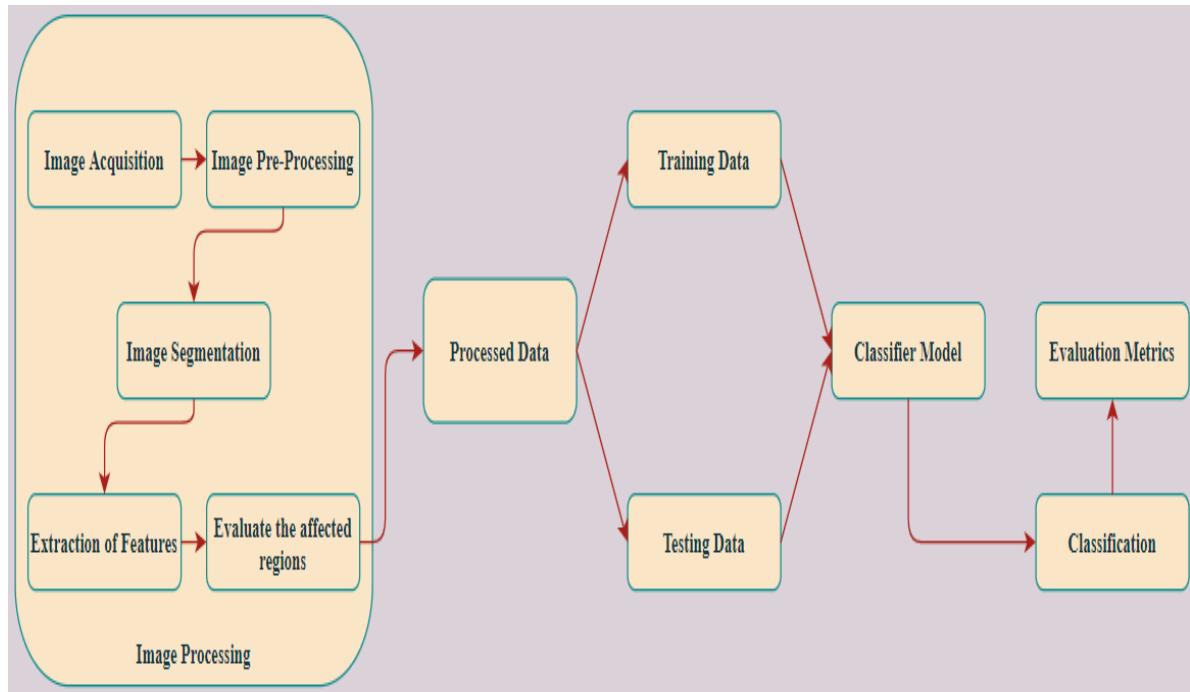 Image Acquisition
Image Pre-Processing
Image Segmentation
Extraction of Features
Evaluate the affected
regions
Image Processing
Processed Data
Training Data
Testing Data
Classifier Model
Classification
Evaluation Metrics